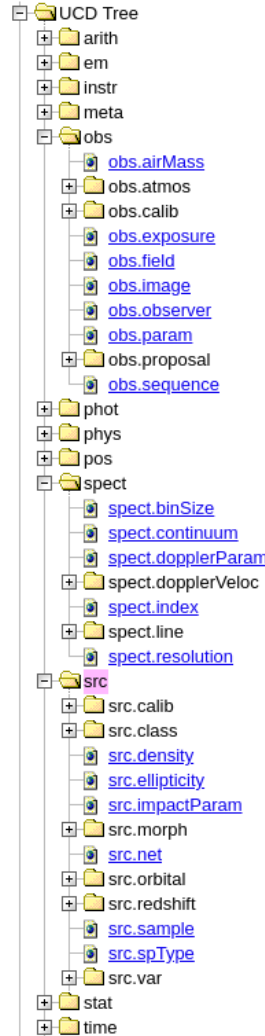 UCD Tree
arith
em
instr
meta
obs
obs.airMass
obs.atmos
obs.calib
obs.exposure
obs.field
obs.image
obs.observer
obs.param
obs.proposal
obs.sequence
phot
phys
pos
spect
spect.binSize
spect.continuum
spect.dopplerParam
spect.dopplerVeloc
spect.index
spect.line
spect.resolution
src
src.calib
src.class
src.density
src.ellipticity
src.impactParam
src.morph
src.net
src.orbital
src.redshift
src.sample
src.spType
src.var
stat
time